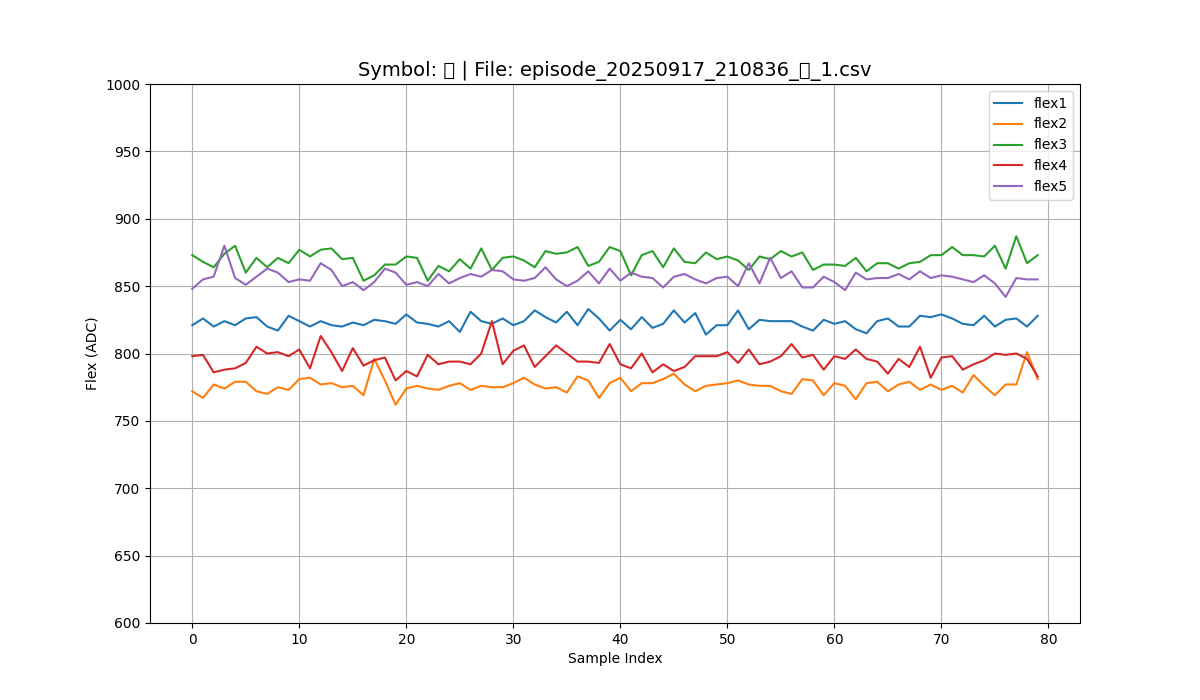 Symbol: | File: episode_20250917_210836_ _1.csv
1000
950
900
850
800
750
700
650
600
Flex (ADC)
flex1
flex2
flex3
flex4
flex5
0 10 20 30 40 50 60 70 80
Sample Index